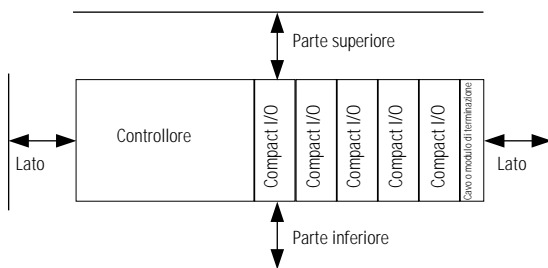 Parte superiore
Controllore
Compact I/O
Compact I/O
Compact I/O
Compact I/O
Compact I/O
Cavo o modulo di terminazione
Lato
Lato
Parte inferiore